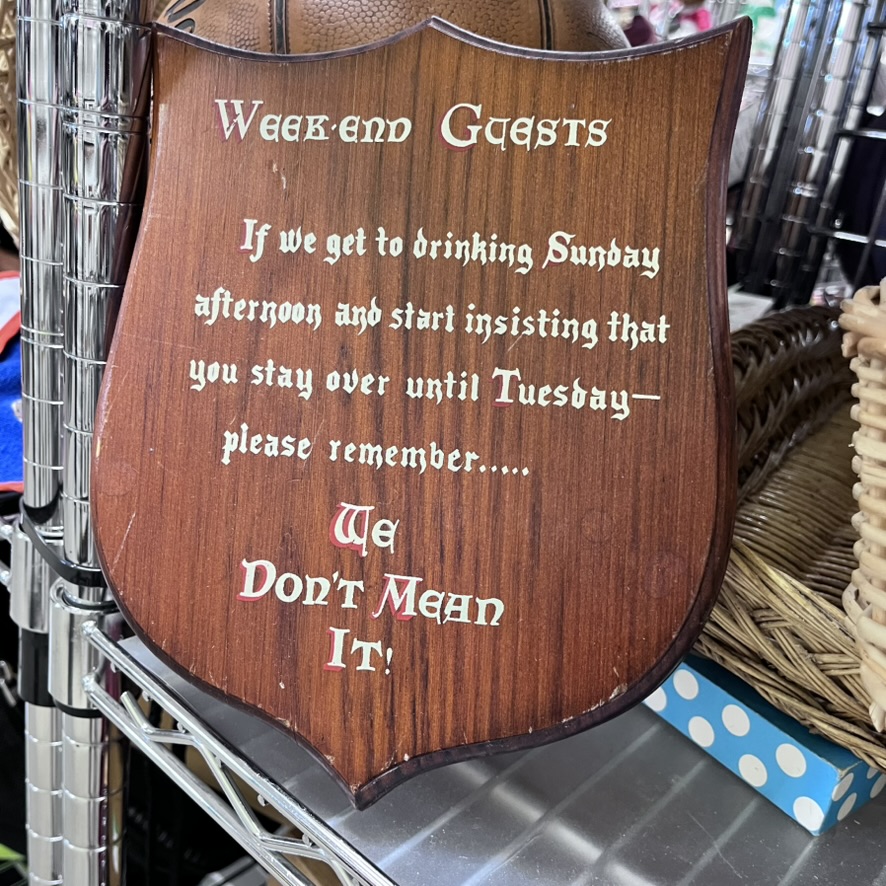 Week-end Guests
If we get to drinking Sunday
afternoon and start insisting that
you stay over until Tuesday—
please remember.....
We
Don't Mean
It!